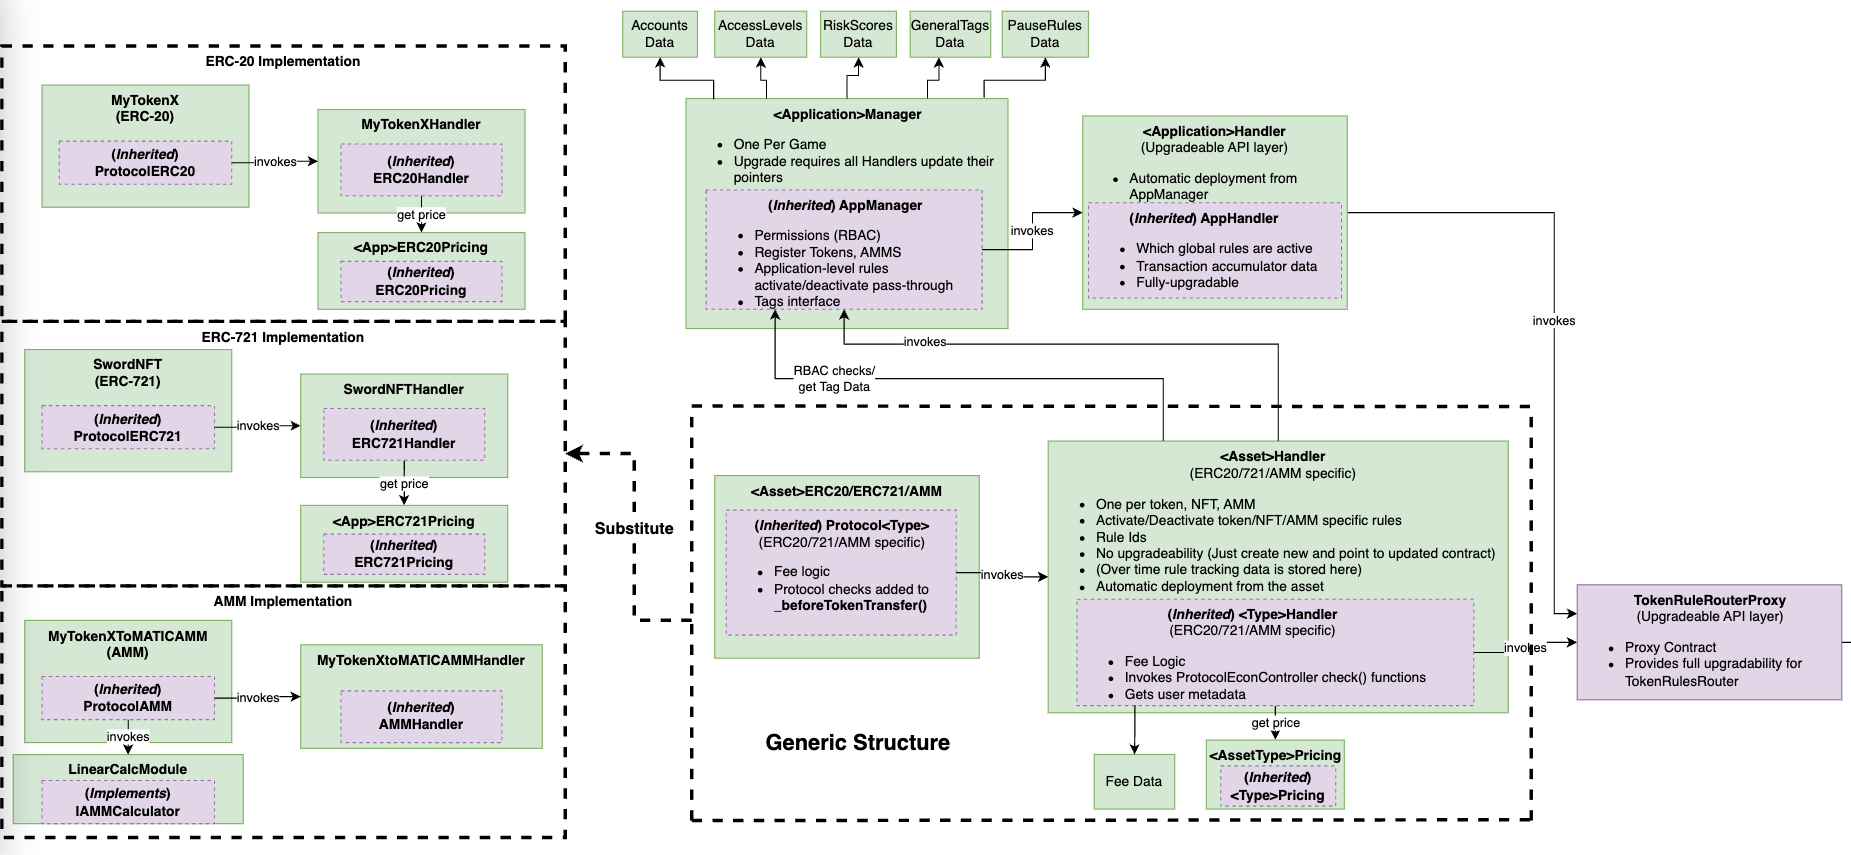 ERC-20 Implementation
MyTokenX
(ERC-20)
(Inherited)
ProtocolERC20
invokes
MyTokenXHandler
(Inherited)
ERC20Handler
get price
<App>ERC20Pricing
(Inherited)
ERC20Pricing
ERC-721 Implementation
SwordNFT
(ERC-721)
(Inherited)
ProtocolERC721
invokes
SwordNFTHandler
(Inherited)
ERC721Handler
get price
<App>ERC721Pricing
(Inherited)
ERC721Pricing
AMM Implementation
MyTokenXToMATICAMM
(AMM)
(Inherited)
ProtocolAMM
invokes
MyTokenXtoMATICAMMHandler
(Inherited)
AMMHandler
invokes
LinearCalcModule
(Implements)
IAMMCalculator
Substitute
Accounts
Data
AccessLevels
Data
RiskScores
Data
GeneralTags
Data
PauseRules
Data
<Application>Manager
• One Per Game
• Upgrade requires all Handlers update their
pointers
(Inherited) AppManager
• Permissions (RBAC)
• Register Tokens, AMMS
• Application-level rules
activate/deactivate pass-through
• Tags interface
invokes
<Application>Handler
(Upgradeable API layer)
• Automatic deployment from
AppManager
(Inherited) AppHandler
• Which global rules are active
• Transaction accumulator data
• Fully-upgradable
invokes
invokes
RBAC checks/
get Tag Data
<Asset>ERC20/ERC721/AMM
(Inherited) Protocol<Type>
(ERC20/721/AMM specific)
• Fee logic
• Protocol checks added to
_beforeTokenTransfer()
invokes
<Asset>Handler
(ERC20/721/AMM specific)
• One per token, NFT, AMM
• Activate/Deactivate token/NFT/AMM specific rules
• Rule Ids
• No upgradeability (Just create new and point to updated contract)
• (Over time rule tracking data is stored here)
• Automatic deployment from the asset
(Inherited) <Type>Handler
(ERC20/721/AMM specific)
• Fee Logic
• Invokes ProtocolEconController check() functions
• Gets user metadata
invokes
get price
Fee Data
<AssetType>Pricing
(Inherited)
<Type>Pricing
Generic Structure
TokenRuleRouterProxy
(Upgradeable API layer)
• Proxy Contract
• Provides full upgradability for
TokenRulesRouter